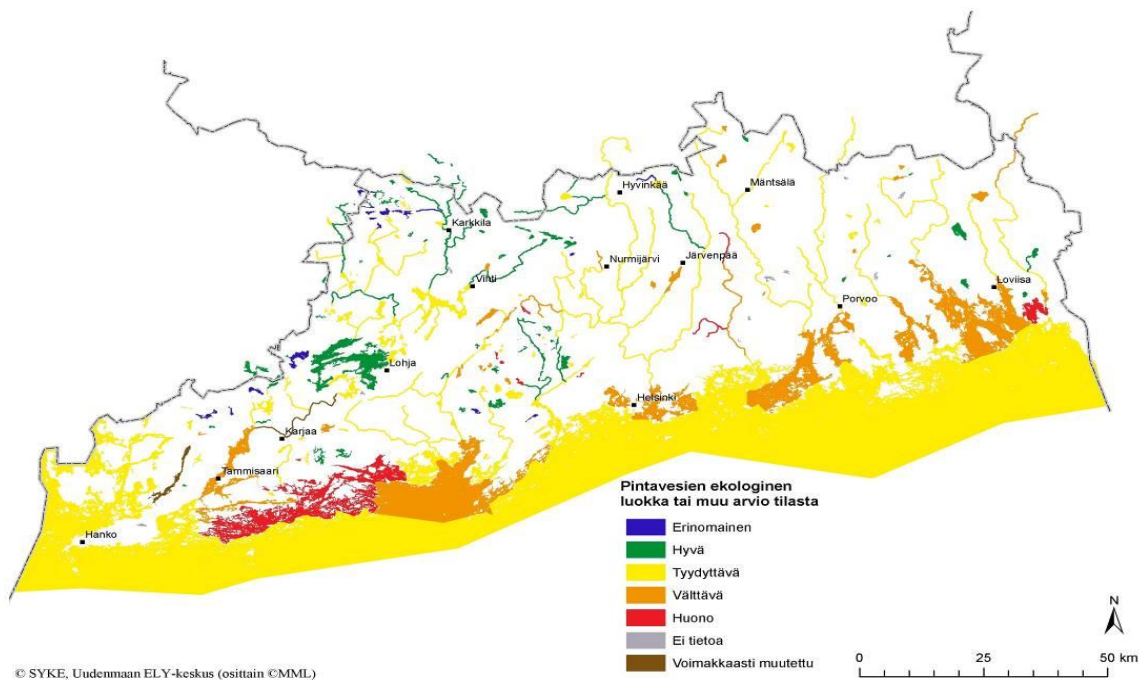 Hyvinkää
Mäntsälä
Karkkila
Nurmijärvi
Järvenpää
Vihti
Loviisa
Porvoo
Lohja
Helsinki
Karjaa
Tammisaari
Hanko
Pintavesien ekologinen
luokka tai muu arvio tilasta
Erinomainen
Hyvä
Tyydyttävä
Välttävä
Huono
Ei tietoa
Voimakkaasti muutettu
N
0 25 50 km
© SYKE, Uudenmaan ELY-keskus (osittain ©MML)